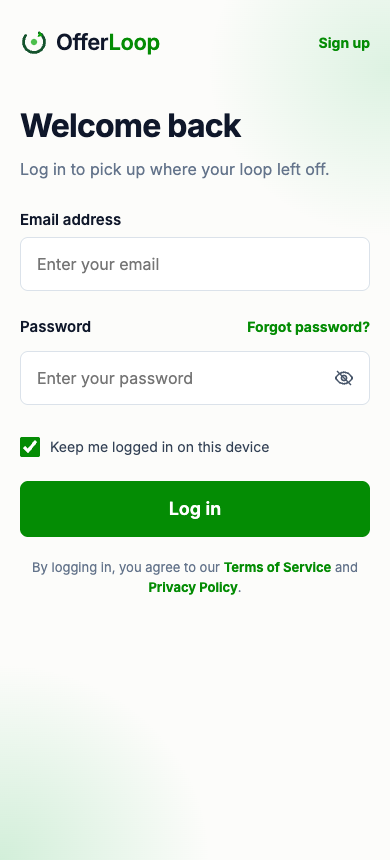 OfferLoop
Sign up
Welcome back
Log in to pick up where your loop left off.
Email address
Enter your email
Password
Forgot password?
Enter your password
Keep me logged in on this device
Log in
By logging in, you agree to our Terms of Service and
Privacy Policy.